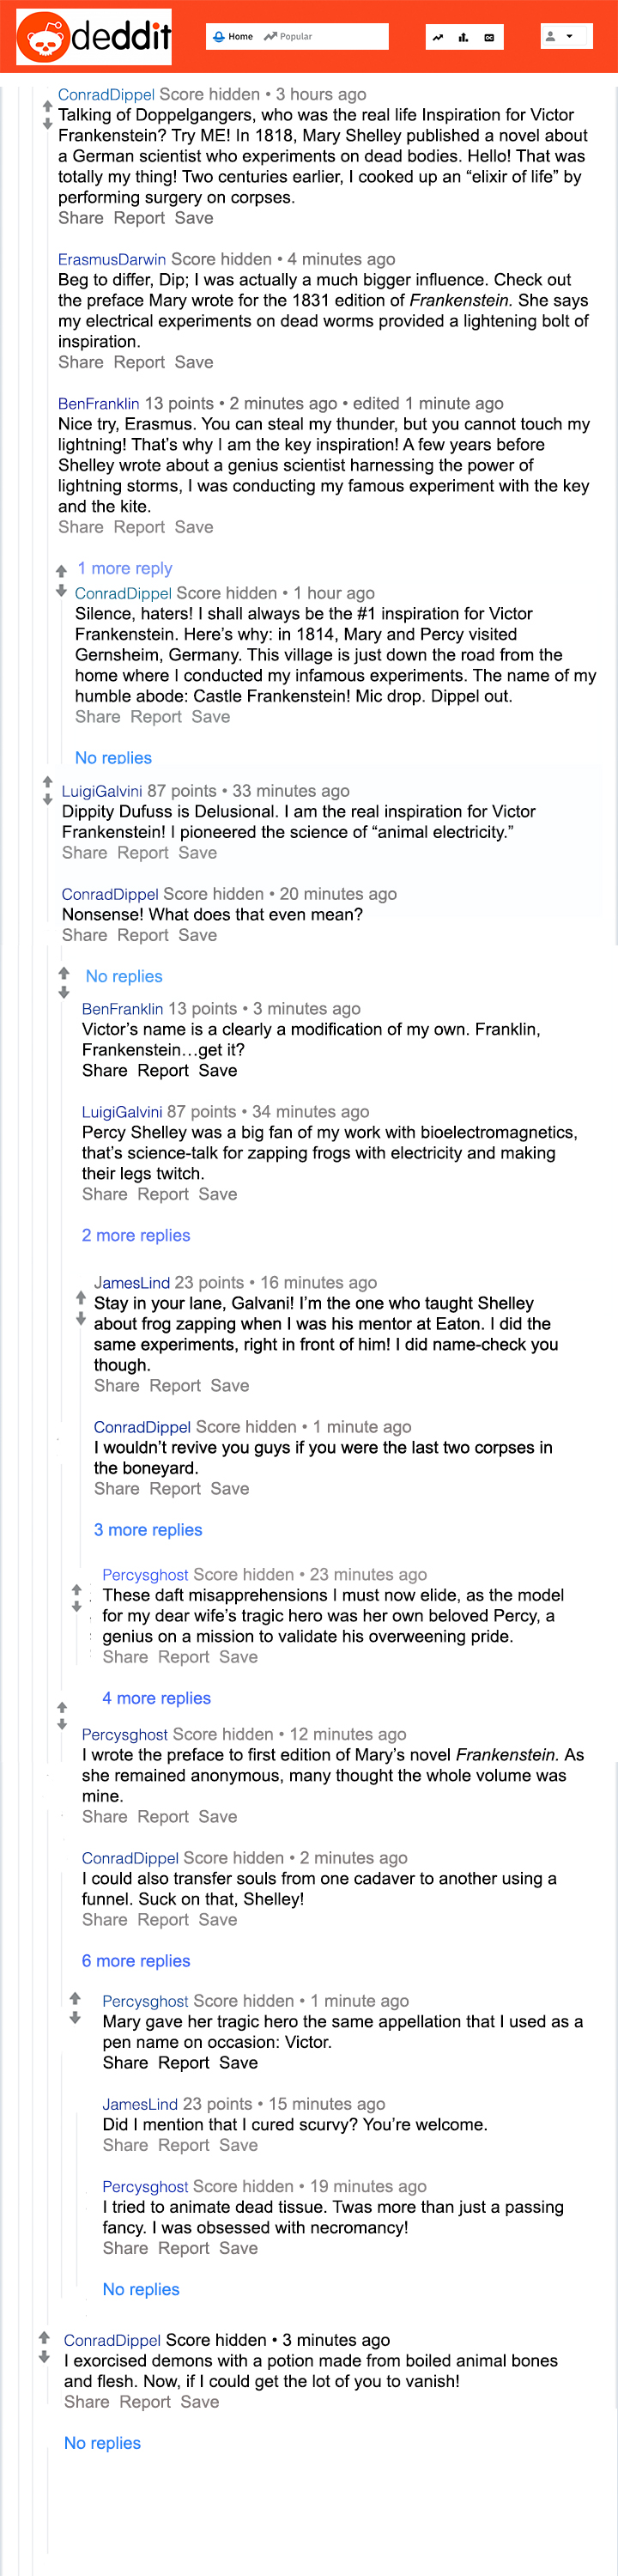 deddit
Home Popular
ConradDippel Score hidden • 3 hours ago
Talking of Doppelgangers, who was the real life Inspiration for Victor
Frankenstein? Try ME! In 1818, Mary Shelley published a novel about
a German scientist who experiments on dead bodies. Hello! That was
totally my thing! Two centuries earlier, I cooked up an “elixir of life” by
performing surgery on corpses.
Share Report Save
ErasmusDarwin Score hidden • 4 minutes ago
Beg to differ, Dip; I was actually a much bigger influence. Check out
the preface Mary wrote for the 1831 edition of Frankenstein. She says
my electrical experiments on dead worms provided a lightening bolt of
inspiration.
Share Report Save
BenFranklin 13 points • 2 minutes ago • edited 1 minute ago
Nice try, Erasmus. You can steal my thunder, but you cannot touch my
lightning! That’s why I am the key inspiration! A few years before
Shelley wrote about a genius scientist harnessing the power of
lightning storms, I was conducting my famous experiment with the key
and the kite.
Share Report Save
1 more reply
ConradDippel Score hidden • 1 hour ago
Silence, haters! I shall always be the #1 inspiration for Victor
Frankenstein. Here’s why: in 1814, Mary and Percy visited
Gernsheim, Germany. This village is just down the road from the
home where I conducted my infamous experiments. The name of my
humble abode: Castle Frankenstein! Mic drop. Dippel out.
Share Report Save
No replies
LuigiGalvini 87 points • 33 minutes ago
Dippity Dufuss is Delusional. I am the real inspiration for Victor
Frankenstein! I pioneered the science of “animal electricity.”
Share Report Save
ConradDippel Score hidden • 20 minutes ago
Nonsense! What does that even mean?
Share Report Save
No replies
BenFranklin 13 points • 3 minutes ago
Victor’s name is a clearly a modification of my own. Franklin,
Frankenstein…get it?
Share Report Save
LuigiGalvini 87 points • 34 minutes ago
Percy Shelley was a big fan of my work with bioelectromagnetics,
that’s science-talk for zapping frogs with electricity and making
their legs twitch.
Share Report Save
2 more replies
JamesLind 23 points • 16 minutes ago
Stay in your lane, Galvani! I’m the one who taught Shelley
about frog zapping when I was his mentor at Eaton. I did the
same experiments, right in front of him! I did name-check you
though.
Share Report Save
ConradDippel Score hidden • 1 minute ago
I wouldn’t revive you guys if you were the last two corpses in
the boneyard.
Share Report Save
3 more replies
Percysghost Score hidden • 23 minutes ago
These daft misapprehensions I must now elide, as the model
for my dear wife’s tragic hero was her own beloved Percy, a
genius on a mission to validate his overweening pride.
Share Report Save
4 more replies
Percysghost Score hidden • 12 minutes ago
I wrote the preface to first edition of Mary’s novel Frankenstein. As
she remained anonymous, many thought the whole volume was
mine.
Share Report Save
ConradDippel Score hidden • 2 minutes ago
I could also transfer souls from one cadaver to another using a
funnel. Suck on that, Shelley!
Share Report Save
6 more replies
Percysghost Score hidden • 1 minute ago
Mary gave her tragic hero the same appellation that I used as a
pen name on occasion: Victor.
Share Report Save
JamesLind 23 points • 15 minutes ago
Did I mention that I cured scurvy? You’re welcome.
Share Report Save
Percysghost Score hidden • 19 minutes ago
I tried to animate dead tissue. Twas more than just a passing
fancy. I was obsessed with necromancy!
Share Report Save
No replies
ConradDippel Score hidden • 3 minutes ago
I exorcised demons with a potion made from boiled animal bones
and flesh. Now, if I could get the lot of you to vanish!
Share Report Save
No replies